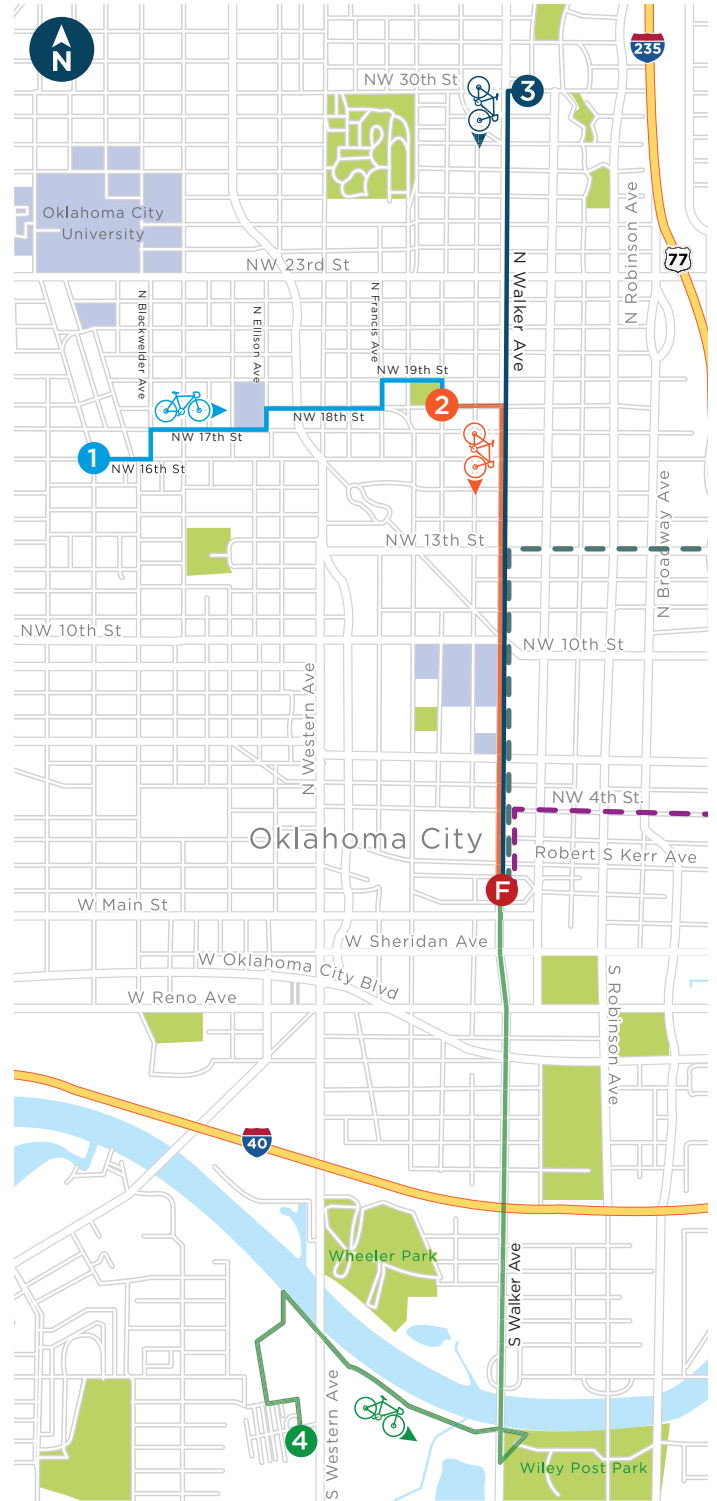 N
235
NW 30th St
3
Oklahoma City
University
N Robinson Ave
77
NW 23rd St
N Walker Ave
N Blackwelder Ave
N Ellison Ave
N Francis Ave
NW 19th St
2
NW 18th St
NW 17th St
1
NW 16th St
N Broadway Ave
NW 13th St
NW 10th St
NW 10th St
N Western Ave
NW 4th St.
Oklahoma City
Robert S Kerr Ave
F
W Main St
W Sheridan Ave
W Oklahoma City Blvd
W Reno Ave
S Robinson Ave
40
Wheeler Park
S Walker Ave
S Western Ave
4
Wiley Post Park